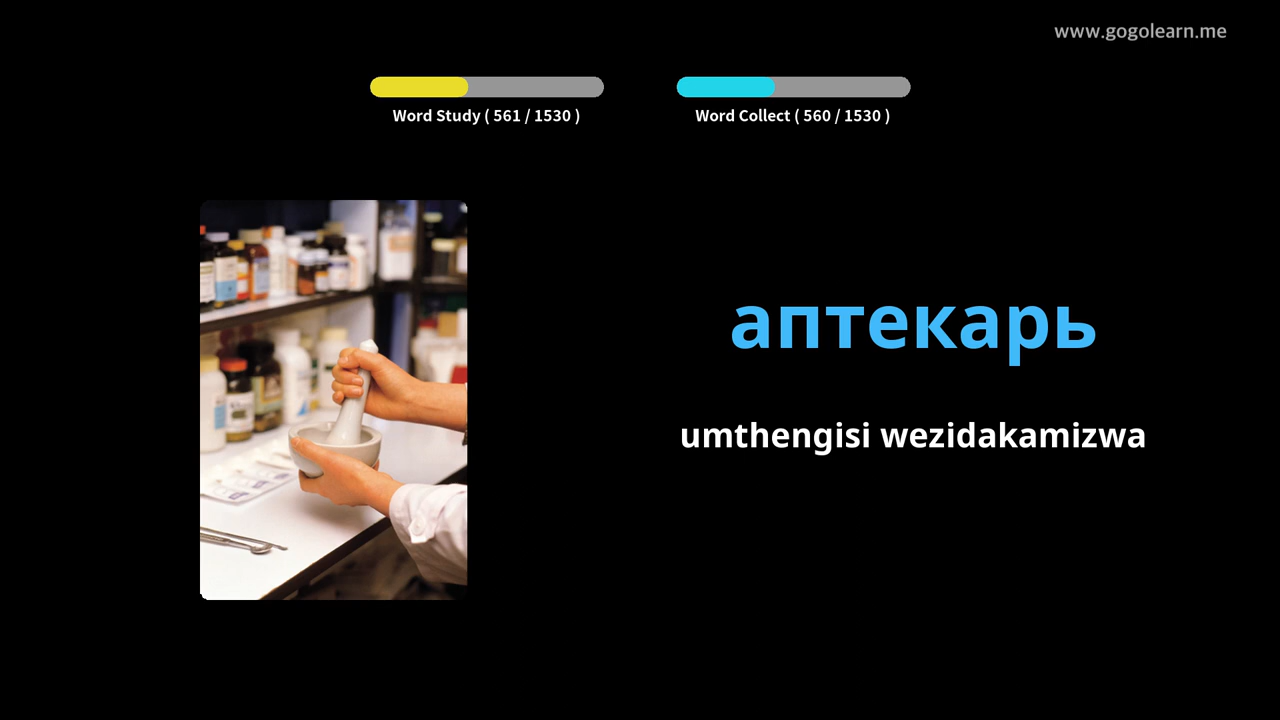 www.gogolearn.me
Word Study ( 561 / 1530 )
Word Collect ( 560 / 1530 )
аптекарь
umthengisi wezidakamizwa